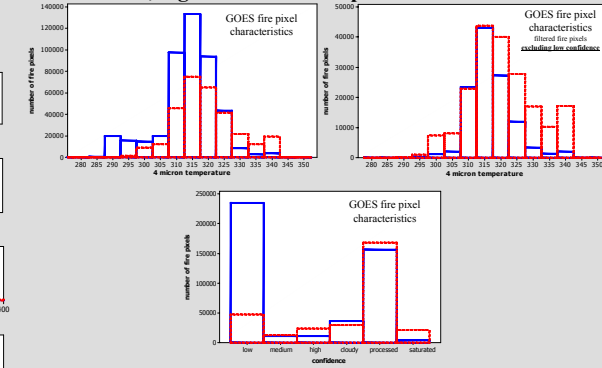 GOES fire pixel
characteristics
number of fire pixels
140000
120000
100000
80000
60000
40000
20000
0
280 285 290 295 300 305 310 315 320 325 330 335 340 345 350
4 micron temperature
GOES fire pixel
characteristics
filtered fire pixels
excluding low confidence
number of fire pixels
50000
40000
30000
20000
10000
0
280 285 290 295 300 305 310 315 320 325 330 335 340 345 350
4 micron temperature
GOES fire pixel
characteristics
number of fire pixels
250000
200000
150000
100000
50000
0
low medium high cloudy processed saturated
confidence